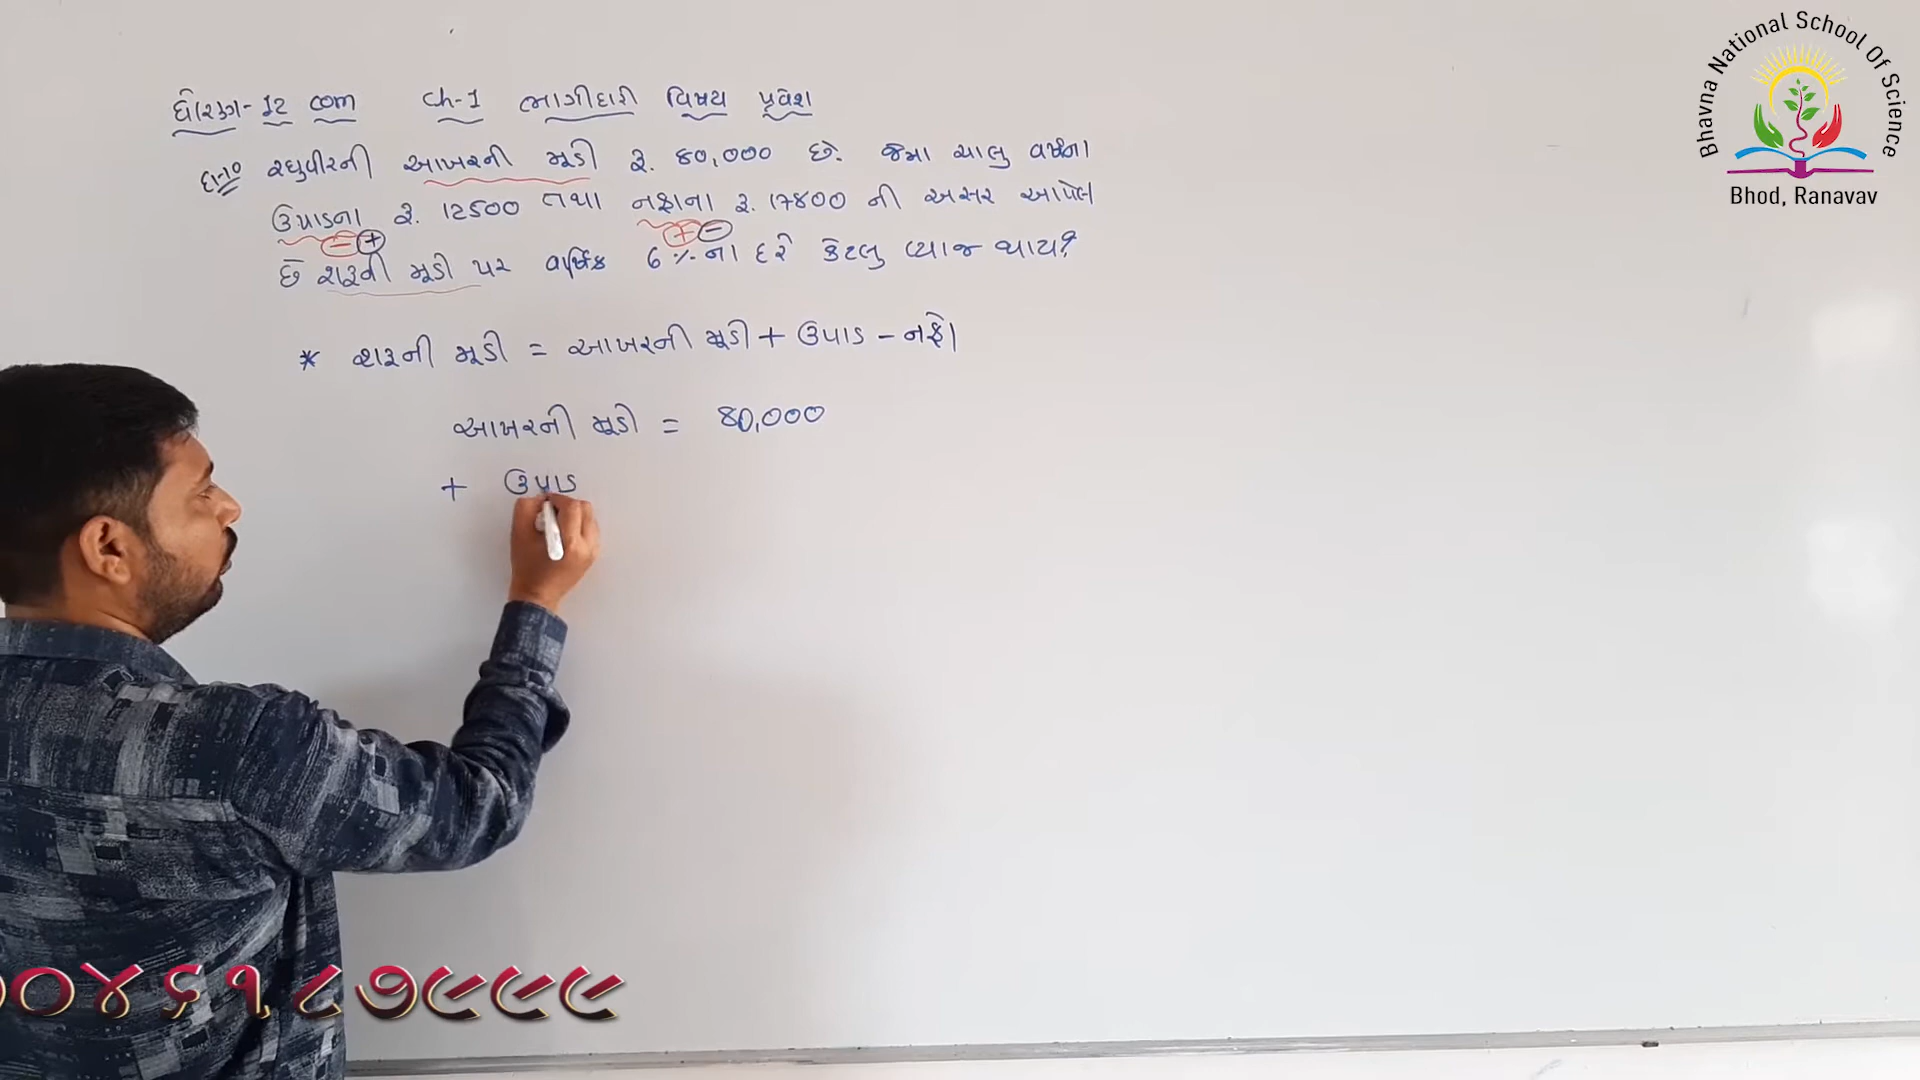 ધોરણ-12 com ch-1 ભાગીદારી વિષય પ્રવેશ
દા-10 રઘુવીરની આખરની મૂડી રૂ. 80,000 છે. જેમા ચાલુ વર્ષના
ઉપાડના રૂ. 12500 તથા નફાના રૂ. 17800 ની અસર આપેલ
− + + −
છે શરૂની મૂડી પર વાર્ષિક 6 % ના દરે કેટલુ વ્યાજ થાય?
* શરૂની મૂડી = આખરની મૂડી + ઉપાડ - નફો
આખરની મૂડી = 80,000
+ ઉપાડ
Bhavna National School Of Science
Bhod, Ranavav
૦૪૬૧૮૭૯૯૯